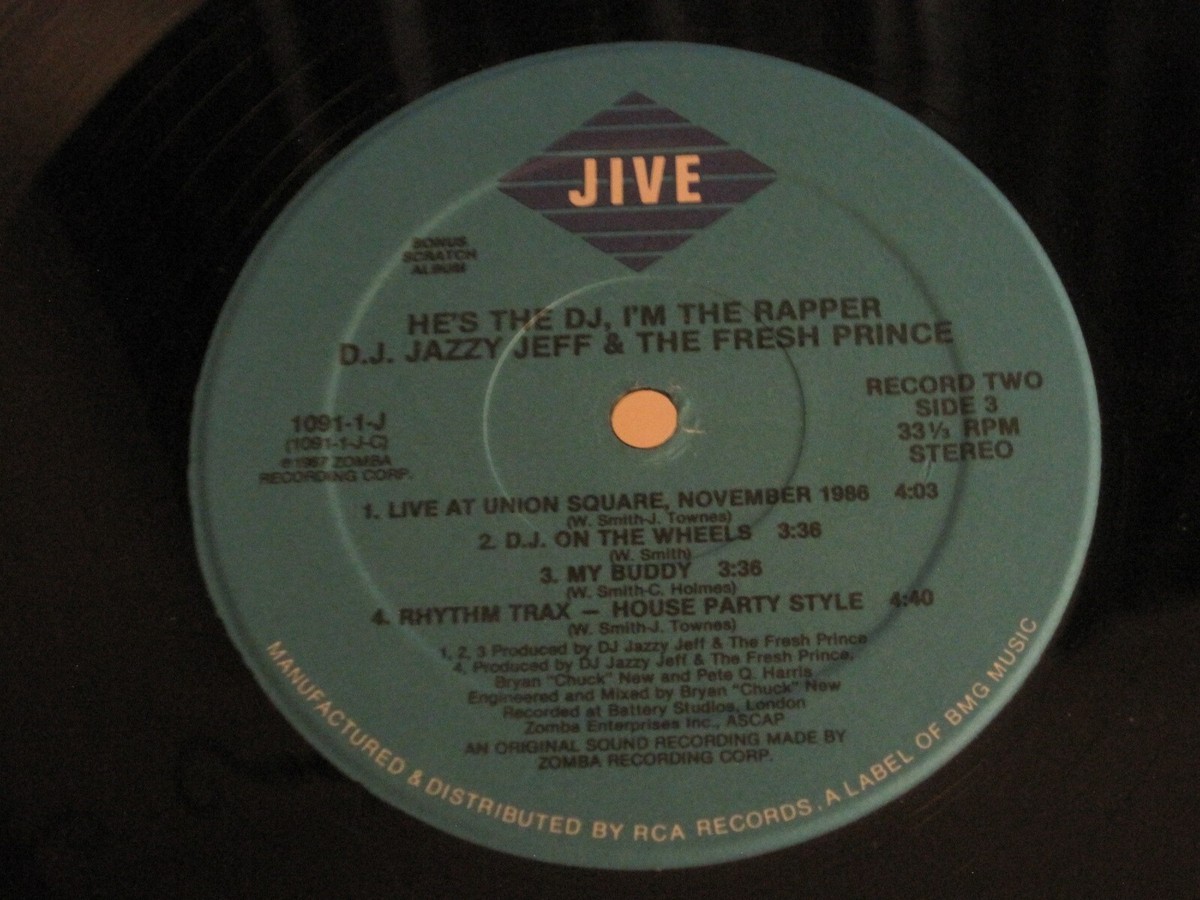 JIVE
BONUS
SCRATCH
ALBUM
HE'S THE DJ, I'M THE RAPPER
D.J. JAZZY JEFF & THE FRESH PRINCE
1091-1-J
(1091-1-J-C)
℗1987 ZOMBA
RECORDING CORP.
RECORD TWO
SIDE 3
33⅓ RPM
STEREO
1. LIVE AT UNION SQUARE, NOVEMBER 1986 4:03
(W. Smith-J. Townes)
2. D.J. ON THE WHEELS 3:36
(W. Smith)
3. MY BUDDY 3:36
(W. Smith-C. Holmes)
4. RHYTHM TRAX – HOUSE PARTY STYLE 4:40
(W. Smith-J. Townes)
1, 2, 3 Produced by DJ Jazzy Jeff & The Fresh Prince
4. Produced by DJ Jazzy Jeff & The Fresh Prince,
Bryan "Chuck" New and Pete Q. Harris
Engineered and Mixed by Bryan "Chuck" New
Recorded at Battery Studios, London
Zomba Enterprises Inc., ASCAP
AN ORIGINAL SOUND RECORDING MADE BY
ZOMBA RECORDING CORP.
MANUFACTURED & DISTRIBUTED BY RCA RECORDS, A LABEL OF BMG MUSIC